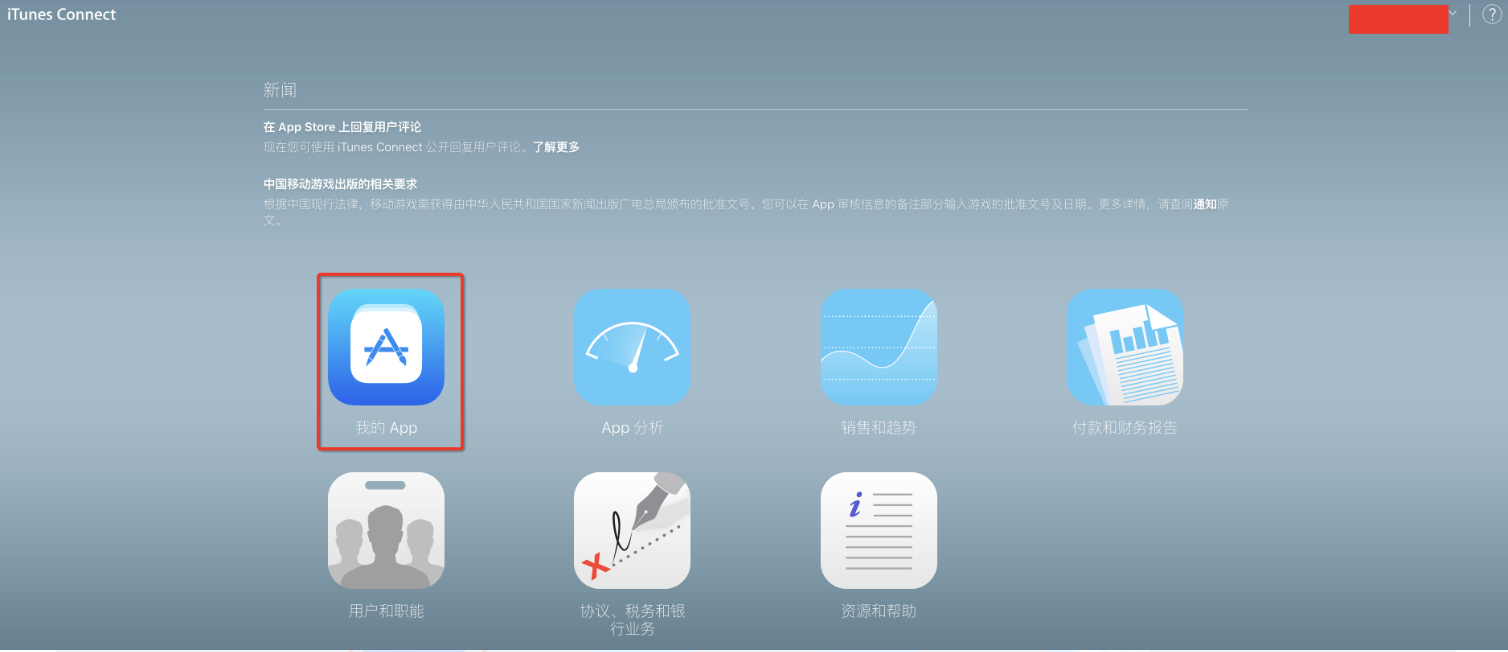 iTunes Connect
新闻
在 App Store 上回复用户评论
现在您可使用 iTunes Connect 公开回复用户评论。了解更多
中国移动游戏出版的相关要求
根据中国现行法律，移动游戏需获得由中华人民共和国国家新闻出版广电总局颁布的批准文号。您可以在 App 审核信息的备注部分输入游戏的批准文号及日期。更多详情，请查阅通知原
文。
我的 App
App 分析
销售和趋势
付款和财务报告
用户和职能
协议、税务和银
行业务
资源和帮助